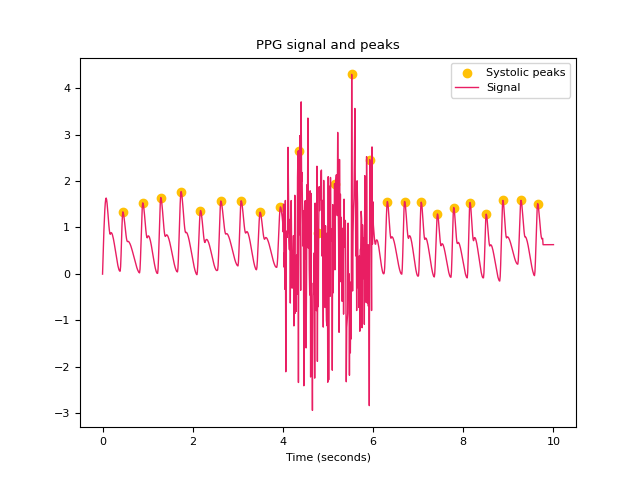 PPG signal and peaks
Systolic peaks
Signal
4
3
2
1
0
−1
−2
−3
0 2 4 6 8 10
Time (seconds)